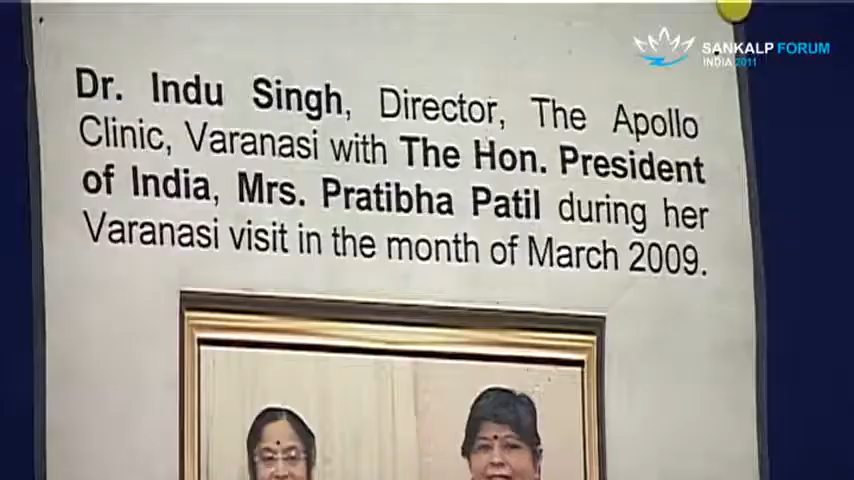 SANKALP FORUM
INDIA 2011
Dr. Indu Singh, Director, The Apollo
Clinic, Varanasi with The Hon. President
of India, Mrs. Pratibha Patil during her
Varanasi visit in the month of March 2009.